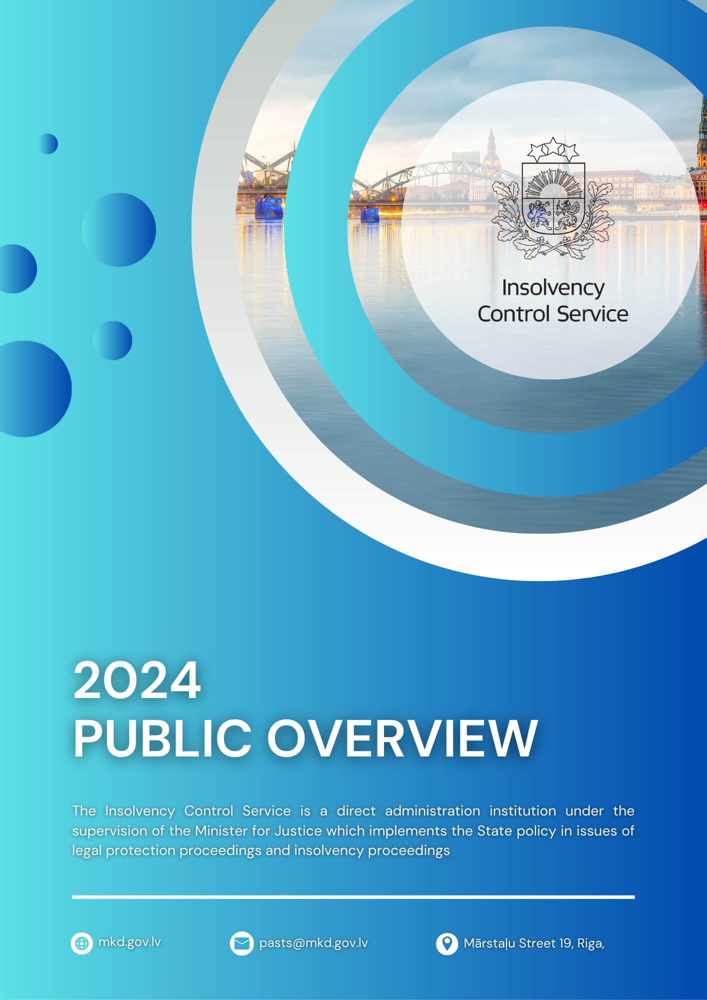 Insolvency
Control Service
2024
PUBLIC OVERVIEW
The Insolvency Control Service is a direct administration institution under the
supervision of the Minister for Justice which implements the State policy in issues of
legal protection proceedings and insolvency proceedings
mkd.gov.lv
pasts@mkd.gov.lv
Mārstaļu Street 19, Riga,